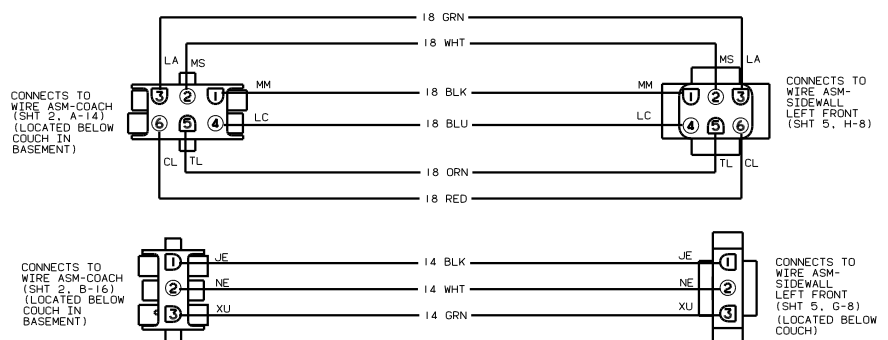 18 GRN
18 WHT
LA MS
MS LA
CONNECTS TO
WIRE ASM-COACH
(SHT 2, A-14)
(LOCATED BELOW
COUCH IN
BASEMENT)
3 2 1
6 5 4
MM
18 BLK
MM
LC
18 BLU
LC
1 2 3
4 5 6
CONNECTS TO
WIRE ASM-
SIDEWALL
LEFT FRONT
(SHT 5, H-8)
CL TL
18 ORN
TL CL
18 RED
CONNECTS TO
WIRE ASM-COACH
(SHT 2, B-16)
(LOCATED BELOW
COUCH IN
BASEMENT)
1 JE
14 BLK
JE 1
2 NE
14 WHT
NE 2
3 XU
14 GRN
XU 3
CONNECTS TO
WIRE ASM-
SIDEWALL
LEFT FRONT
(SHT 5, G-8)
(LOCATED BELOW
COUCH)